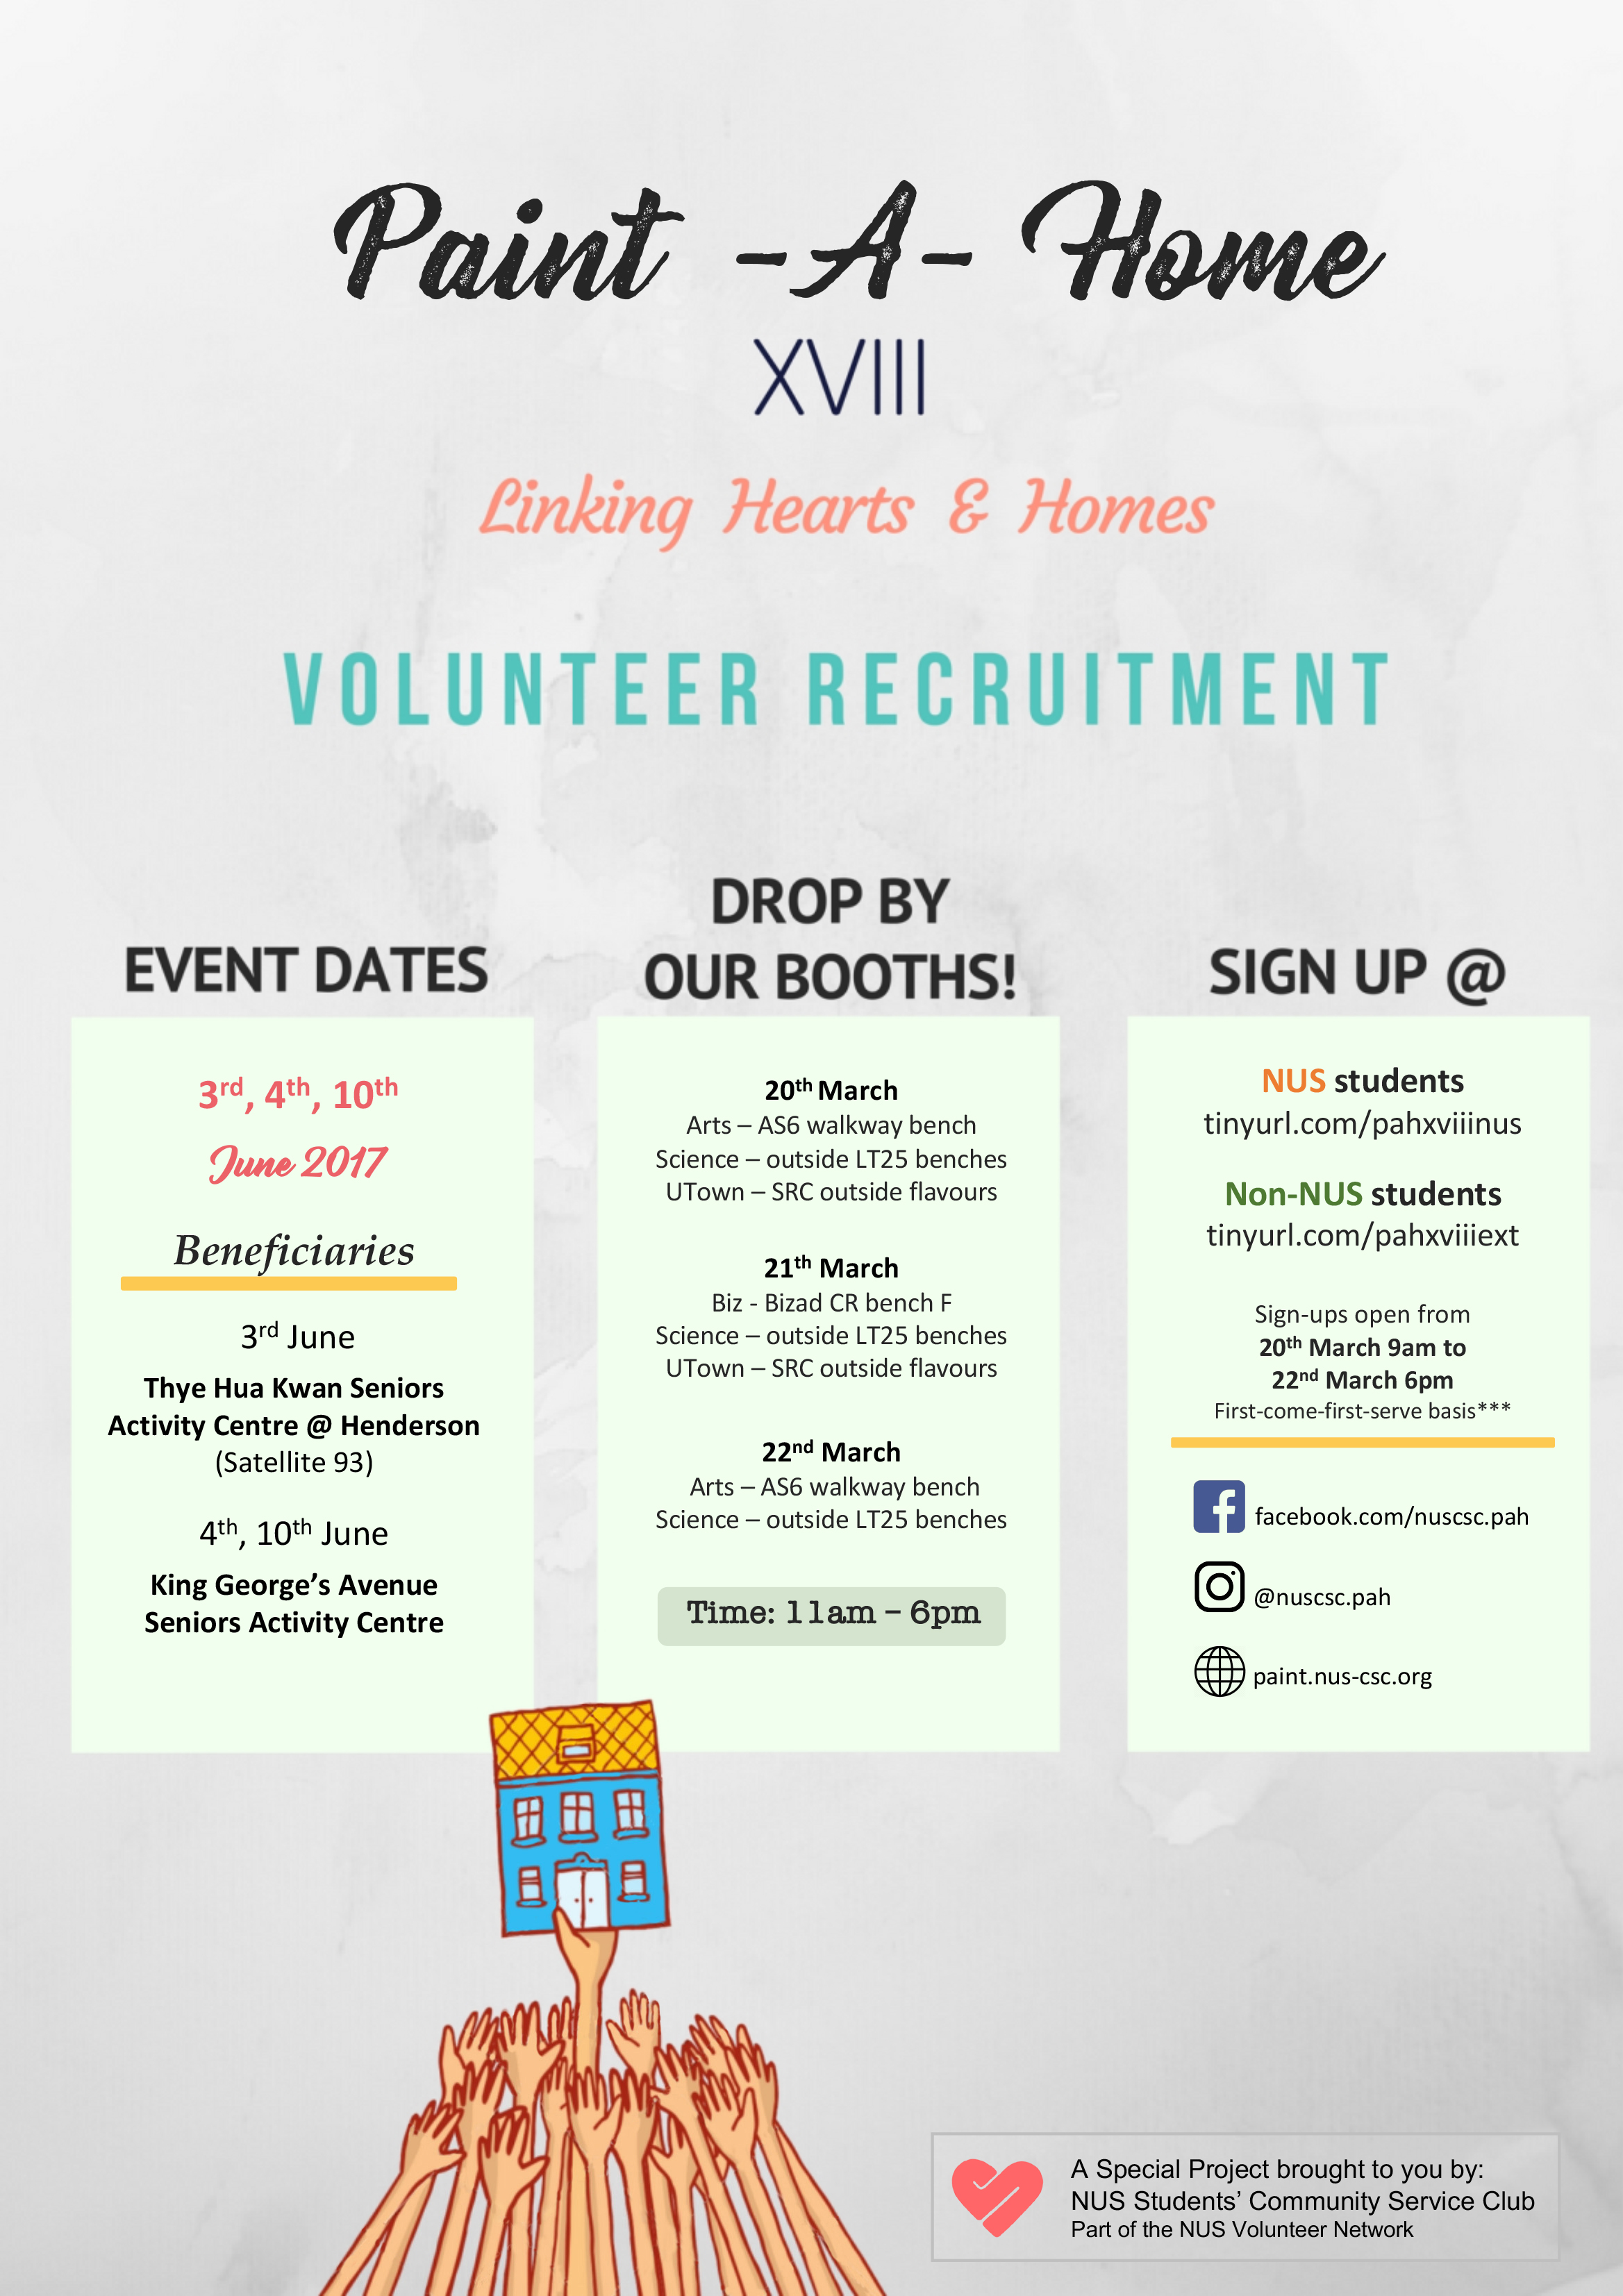 Paint -A- Home
XVIII
Linking Hearts & Homes
VOLUNTEER RECRUITMENT
EVENT DATES
3rd, 4th, 10th
June 2017
Beneficiaries
3rd June
Thye Hua Kwan Seniors
Activity Centre @ Henderson
(Satellite 93)
4th, 10th June
King George’s Avenue
Seniors Activity Centre
DROP BY
OUR BOOTHS!
20th March
Arts – AS6 walkway bench
Science – outside LT25 benches
UTown – SRC outside flavours
21th March
Biz - Bizad CR bench F
Science – outside LT25 benches
UTown – SRC outside flavours
22nd March
Arts – AS6 walkway bench
Science – outside LT25 benches
Time: 11am – 6pm
SIGN UP @
NUS students
tinyurl.com/pahxviiinus
Non-NUS students
tinyurl.com/pahxviiiext
Sign-ups open from
20th March 9am to
22nd March 6pm
First-come-first-serve basis***
facebook.com/nuscsc.pah
@nuscsc.pah
paint.nus-csc.org
A Special Project brought to you by:
NUS Students’ Community Service Club
Part of the NUS Volunteer Network